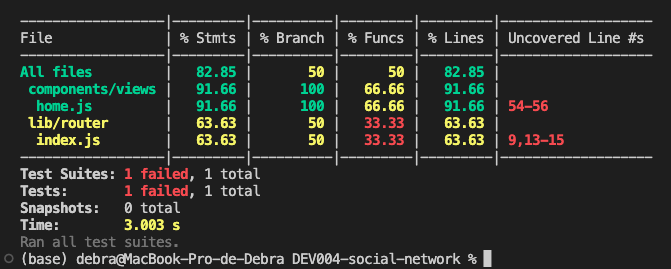 --------------------|---------|----------|---------|---------|-------------------
File                | % Stmts | % Branch | % Funcs | % Lines | Uncovered Line #s
--------------------|---------|----------|---------|---------|-------------------
All files           |   82.85 |       50 |      50 |   82.85 |
 components/views   |   91.66 |      100 |   66.66 |   91.66 |
  home.js           |   91.66 |      100 |   66.66 |   91.66 | 54-56
 lib/router         |   63.63 |       50 |   33.33 |   63.63 |
  index.js          |   63.63 |       50 |   33.33 |   63.63 | 9,13-15
--------------------|---------|----------|---------|---------|-------------------
Test Suites: 1 failed, 1 total
Tests:       1 failed, 1 total
Snapshots:   0 total
Time:        3.003 s
Ran all test suites.
(base) debra@MacBook-Pro-de-Debra DEV004-social-network %